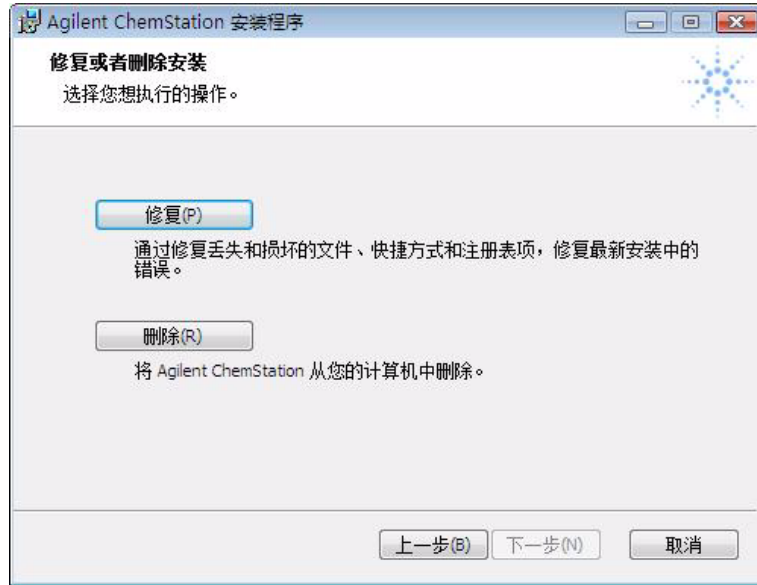 Agilent ChemStation 安装程序
修复或者删除安装
选择您想执行的操作。
修复(P)
通过修复丢失和损坏的文件、快捷方式和注册表项，修复最新安装中的
错误。
删除(R)
将 Agilent ChemStation 从您的计算机中删除。
上一步(B) 下一步(N) 取消